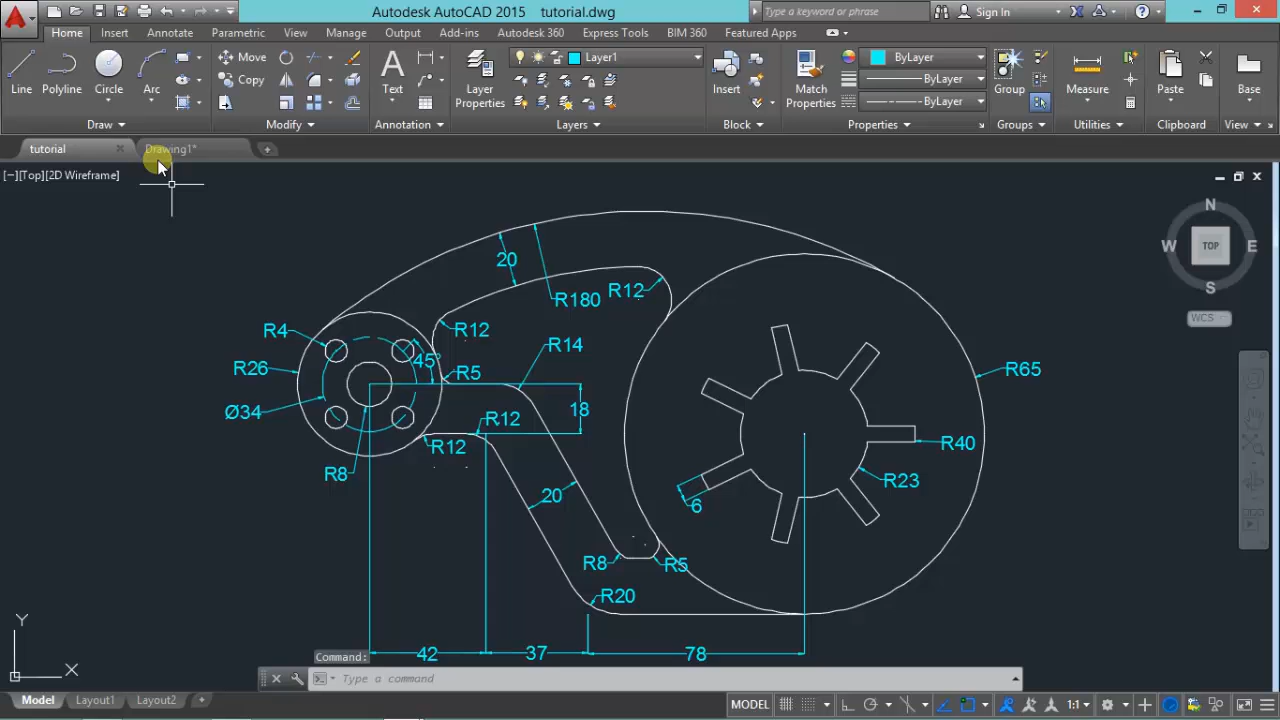 Autodesk AutoCAD 2015 tutorial.dwg
Type a keyword or phrase
Sign In
Home Insert Annotate Parametric View Manage Output Add-ins Autodesk 360 Express Tools BIM 360 Featured Apps
Line Polyline Circle Arc
Move
Copy
Text
Layer Properties
Layer1
Insert
Match Properties
ByLayer
ByLayer
ByLayer
Group
Measure
Paste
Base
Draw Modify Annotation Layers Block Properties Groups Utilities Clipboard View
tutorial Drawing1*
[−][Top][2D Wireframe]
N
W TOP E
S
WCS
20
R180
R12
R4
R12
R14
45°
R26
R5
R65
Ø34
18
R12
R12
R40
R8
R23
20
6
R8
R5
R20
42 37 78
Y
X
Command:
Type a command
Model Layout1 Layout2 +
MODEL
1:1